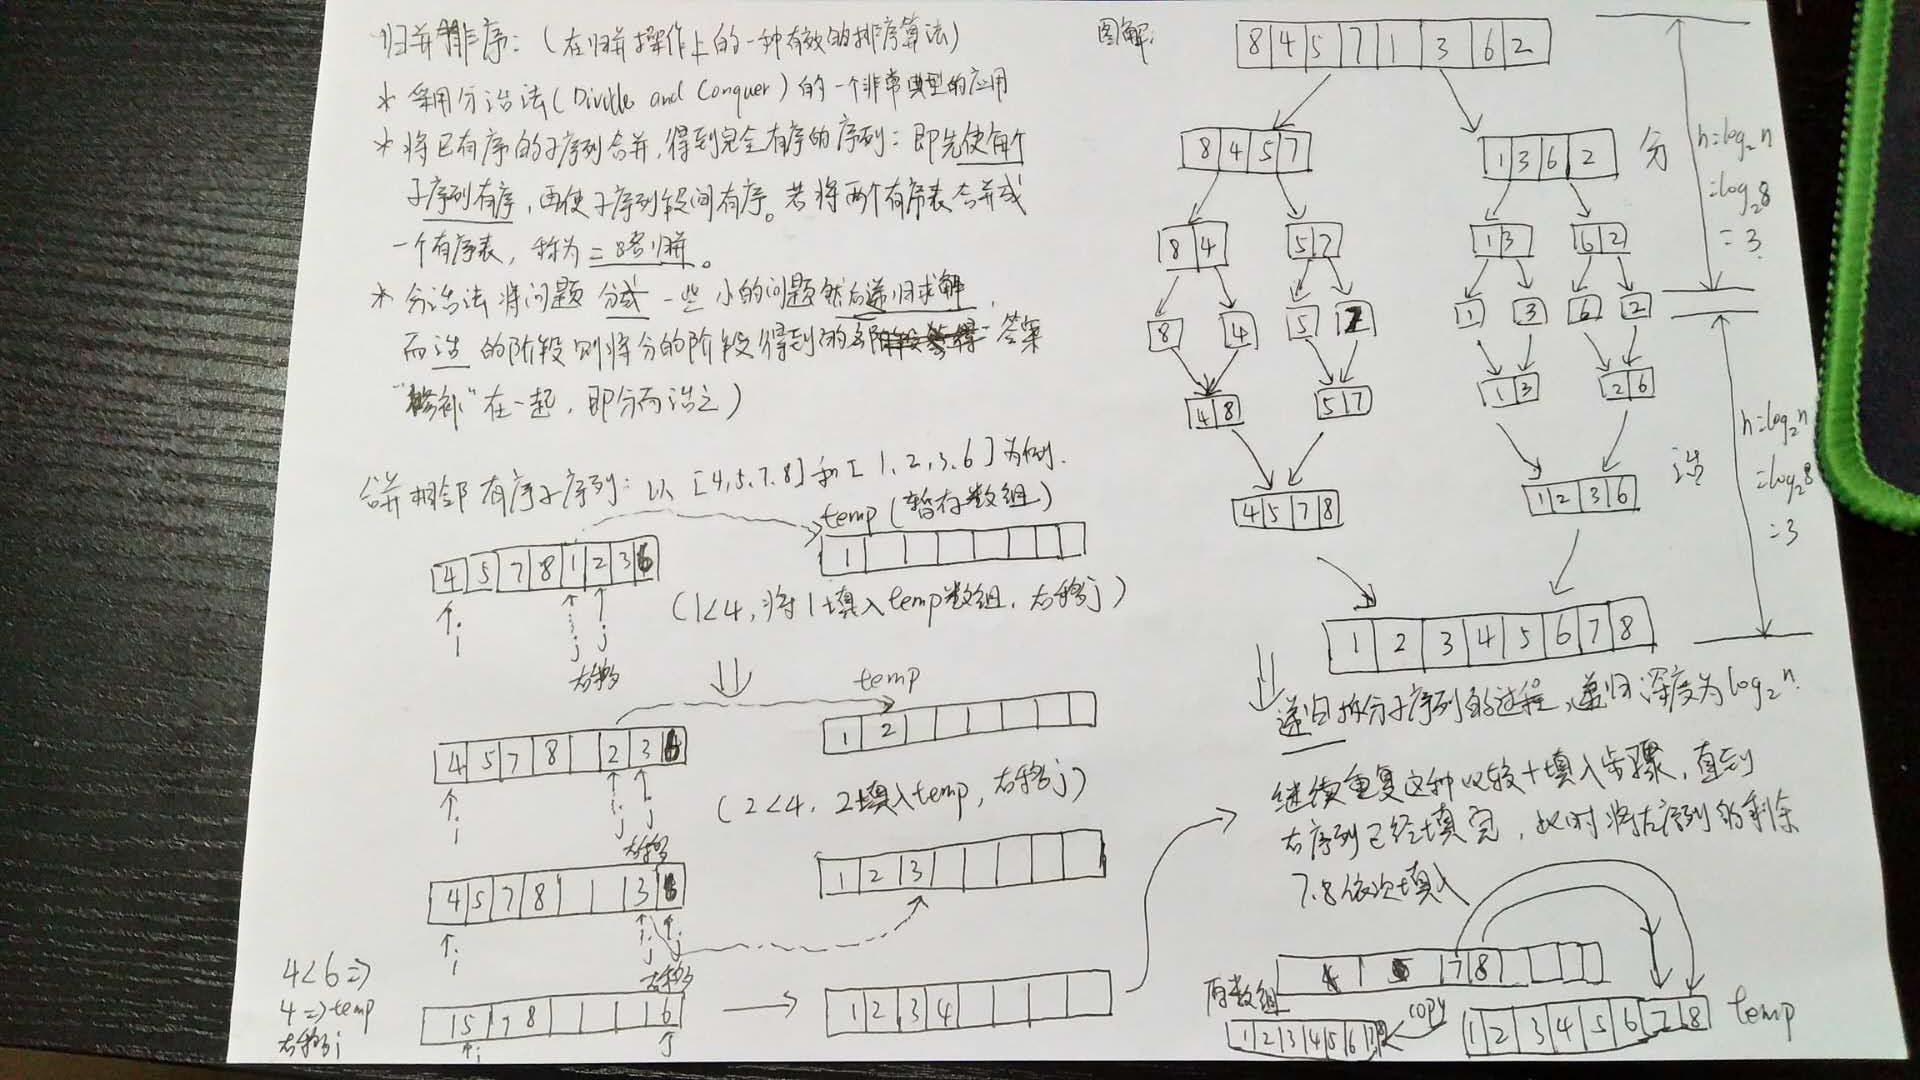 归并排序:(在归并操作上的一种有效的排序算法)
* 采用分治法(Divide and Conquer)的一个非常典型的应用
* 将已有序的子序列合并,得到完全有序的序列:即先使每个
子序列有序,再使子序列段间有序。若将两个有序表合并成
一个有序表,称为二路归并。
* 分治法将问题 分成 一些 小的问题然后递归求解,
而治 的阶段则将分的阶段得到的各 答案
"修补"在一起,即分而治之)
合并相邻有序子序列:以 [4,5,7,8] 和 [1,2,3,6] 为例.
temp (暂存数组)
4 5 7 8 1 2 3 6
1
i j j
右移
(1<4,将1填入temp数组,右移j)
temp
4 5 7 8 2 3 6
1 2
i j j
右移
(2<4, 2填入temp,右移j)
4 5 7 8 3 6
1 2 3
i j j
右移
4<6 =>
4 => temp
右移i
5 7 8 6
i j
1 2 3 4
图解:
8 4 5 7 1 3 6 2
8 4 5 7 1 3 6 2
分
n=log₂n
=log₂8
=3
8 4 5 7 1 3 6 2
8 4 5 7 1 3 6 2
4 8 5 7 1 3 2 6
治
n=log₂n
=log₂8
=3
4 5 7 8 1 2 3 6
1 2 3 4 5 6 7 8
递归拆分子序列的过程,递归深度为log₂n.
继续重复这种比较+填入步骤,直到
右序列已经填完,此时将左序列的剩余
7.8依次填入
4 5 7 8
原数组
1 2 3 4 5 6 7 8
copy
1 2 3 4 5 6 7 8 temp